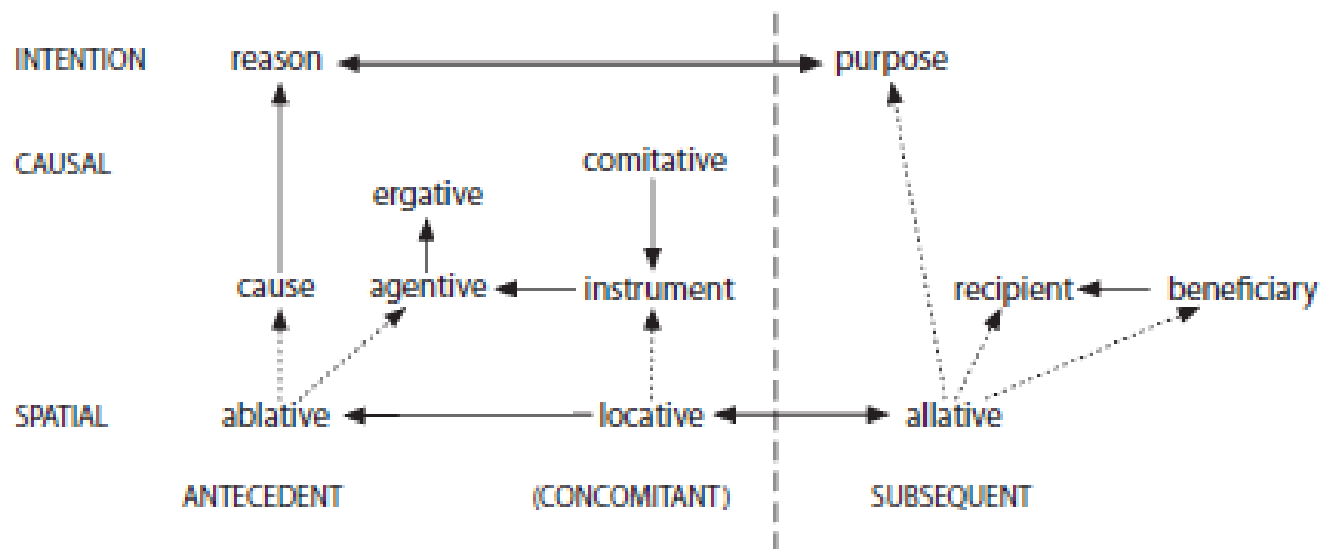 INTENTION reason purpose
CAUSAL comitative
ergative
cause agentive instrument recipient beneficiary
SPATIAL ablative locative allative
ANTECEDENT (CONCOMITANT) SUBSEQUENT